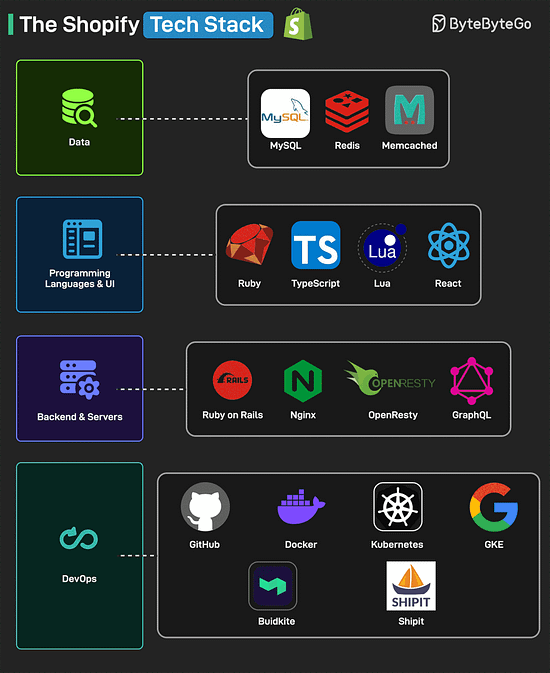 The Shopify Tech Stack
ByteByteGo
Data
MySQL
MySQL
Redis
Memcached
Programming
Languages & UI
TS
Lua
Ruby
TypeScript
Lua
React
Backend & Servers
RAILS
OPENRESTY
Ruby on Rails
Nginx
OpenResty
GraphQL
DevOps
GitHub
Docker
Kubernetes
GKE
SHIPIT
Buidkite
Shipit